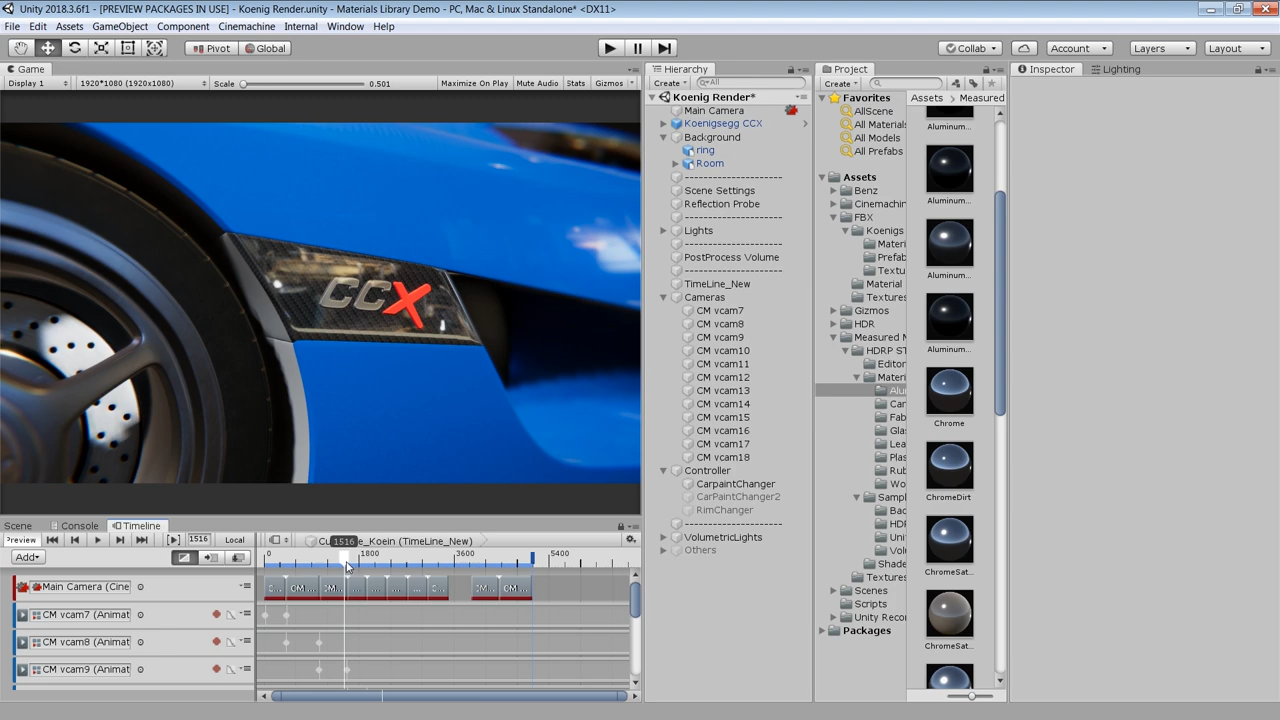 Unity 2018.3.6f1 - [PREVIEW PACKAGES IN USE] - Koenig Render.unity - Materials Library Demo - PC, Mac & Linux Standalone* <DX11>
File Edit Assets GameObject Component Cinemachine Internal Window Help
Pivot Global Collab Account Layers Layout
Game
Display 1 1920*1080 (1920x1080) Scale 0.501 Maximize On Play Mute Audio Stats Gizmos
CCX
Scene Console Timeline
Preview 1516 Local
Add
1516
0 1800 3600 5400
Main Camera (Cine
CM vcam7 (Animat
CM vcam8 (Animat
CM vcam9 (Animat
Hierarchy
Create All
Koenig Render*
Main Camera
Koenigsegg CCX
Background
ring
Room
--------------------
Scene Settings
Reflection Probe
--------------------
Lights
--------------------
PostProcess Volume
--------------------
TimeLine_New
Cameras
CM vcam7
CM vcam8
CM vcam9
CM vcam10
CM vcam11
CM vcam12
CM vcam13
CM vcam14
CM vcam15
CM vcam16
CM vcam17
CM vcam18
Controller
CarpaintChanger
CarPaintChanger2
RimChanger
--------------------
VolumetricLights
Others
Project
Create
Favorites
AllScene
All Materials
All Models
All Prefabs
Assets
Benz
Cinemachin
FBX
Koenigs
Materi
Prefab
Textu
Material
Textures
Gizmos
HDR
Measured M
HDRP ST
Editor
Materi
Alu
Car
Fab
Glas
Lea
Plas
Rub
Wo
Sampl
Bac
HDR
Uni
Vol
Shade
Textures
Scenes
Scripts
Unity Recor
Packages
Assets > Measured
Aluminum...
Aluminum...
Aluminum...
Aluminum...
Chrome
ChromeDirt
ChromeSat...
ChromeSat...
Inspector Lighting